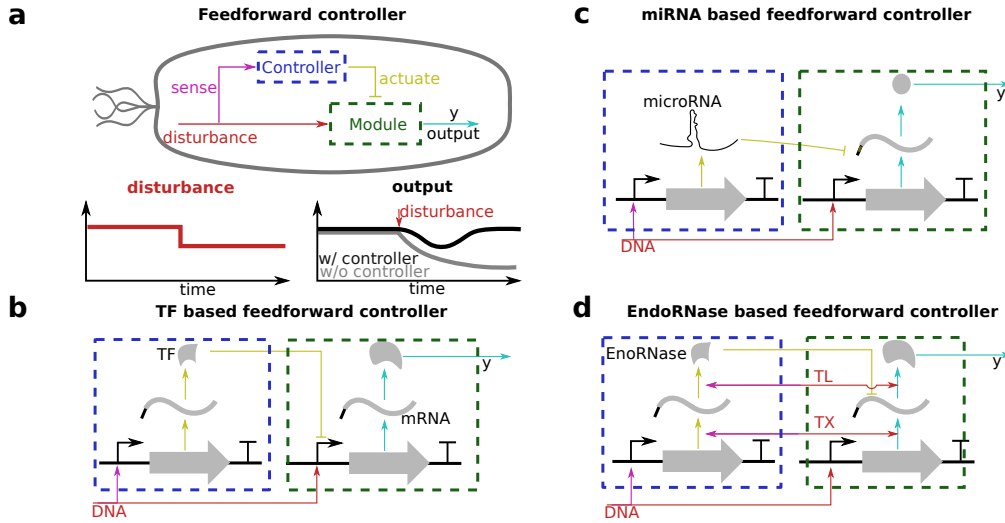 a
Feedforward controller
Controller
sense
actuate
disturbance
Module
y
output
disturbance
time
output
disturbance
w/ controller
w/o controller
time
b
TF based feedforward controller
TF
mRNA
y
DNA
c
miRNA based feedforward controller
microRNA
y
DNA
d
EndoRNase based feedforward controller
EnoRNase
TL
TX
y
DNA